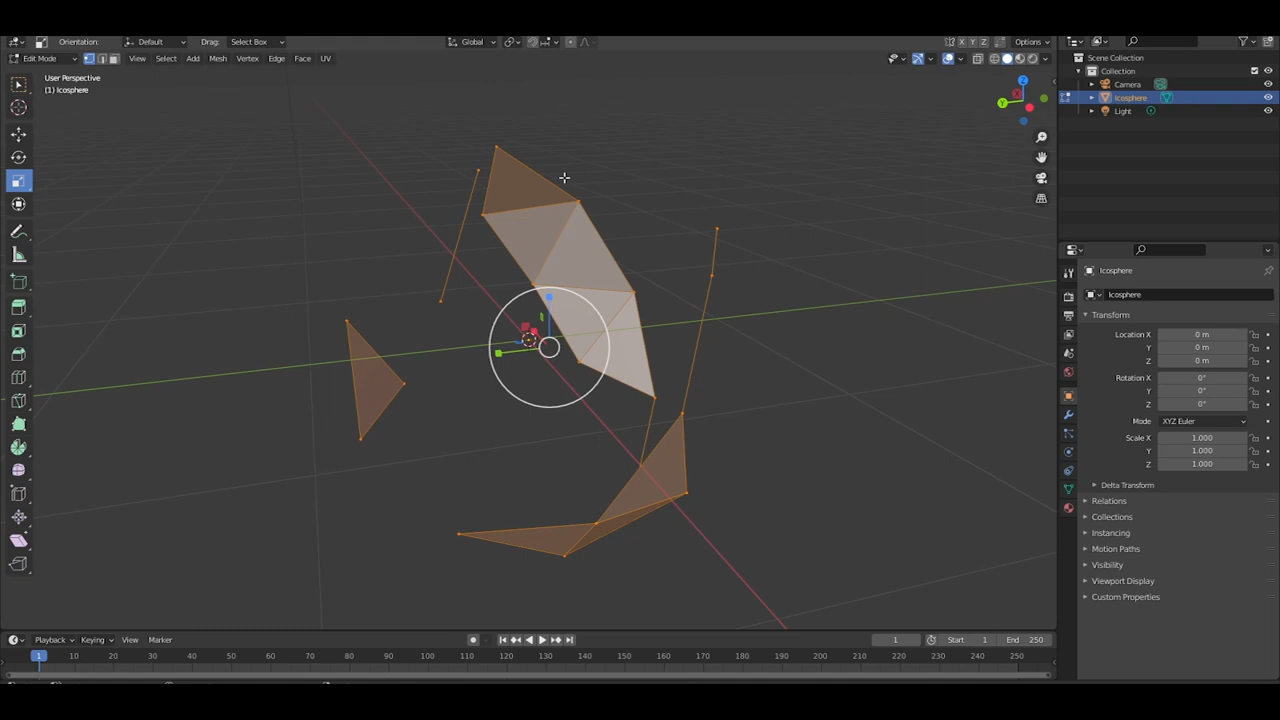 Orientation: Default Drag: Select Box Global X Y Z Options
Edit Mode View Select Add Mesh Vertex Edge Face UV
User Perspective
(1) Icosphere
Z
Y
X
Scene Collection
Collection
Camera
Icosphere
Light
Icosphere
Icosphere
Transform
Location X 0 m
Y 0 m
Z 0 m
Rotation X 0°
Y 0°
Z 0°
Mode XYZ Euler
Scale X 1.000
Y 1.000
Z 1.000
Delta Transform
Relations
Collections
Instancing
Motion Paths
Visibility
Viewport Display
Custom Properties
Playback Keying View Marker 1 Start 1 End 250
1 10 20 30 40 50 60 70 80 90 100 110 120 130 140 150 160 170 180 190 200 210 220 230 240 250